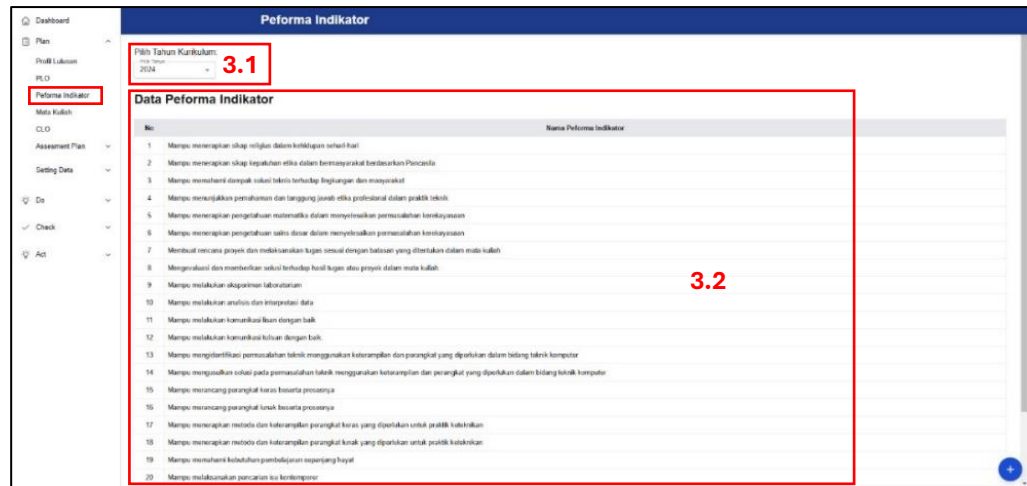 Peforma Indikator
Dashboard
Plan
Profil Lulusan
PLO
Peforma Indikator
Mata Kuliah
CLO
Assesment Plan
Setting Data
Do
Check
Act
Pilih Tahun Kurikulum:
Pilih Tahun
2024
3.1
Data Peforma Indikator
No Nama Peforma Indikator
1 Mampu menerapkan sikap religius dalam kehidupan sehari-hari
2 Mampu menerapkan sikap kepatuhan etika dalam bermasyarakat berdasarkan Pancasila
3 Mampu memahami dampak solusi teknis terhadap lingkungan dan masyarakat
4 Mampu menunjukkan pemahaman dan tanggung jawab etika profesional dalam praktik teknik
5 Mampu menerapkan pengetahuan matematika dalam menyelesaikan permasalahan kerekayasaan
6 Mampu menerapkan pengetahuan sains dasar dalam menyelesaikan permasalahan kerekayasaan
7 Membuat rencana proyek dan melaksanakan tugas sesuai dengan batasan yang ditentukan dalam mata kuliah
8 Mengevaluasi dan memberikan solusi terhadap hasil tugas atau proyek dalam mata kuliah
3.2
9 Mampu melakukan eksperimen laboratorium
10 Mampu melakukan analisis dan interpretasi data
11 Mampu melakukan komunikasi lisan dengan baik
12 Mampu melakukan komunikasi tulisan dengan baik
13 Mampu mengidentifikasi permasalahan teknik menggunakan keterampilan dan perangkat yang diperlukan dalam bidang teknik komputer
14 Mampu mengusulkan solusi pada permasalahan teknik menggunakan keterampilan dan perangkat yang diperlukan dalam bidang teknik komputer
15 Mampu merancang perangkat keras beserta prosesnya
16 Mampu merancang perangkat lunak beserta prosesnya
17 Mampu menerapkan metode dan keterampilan perangkat keras yang diperlukan untuk praktik keteknikan
18 Mampu menerapkan metode dan keterampilan perangkat lunak yang diperlukan untuk praktik keteknikan
19 Mampu memahami kebutuhan pembelajaran sepanjang hayat
20 Mampu melaksanakan pencarian isu kontemporer